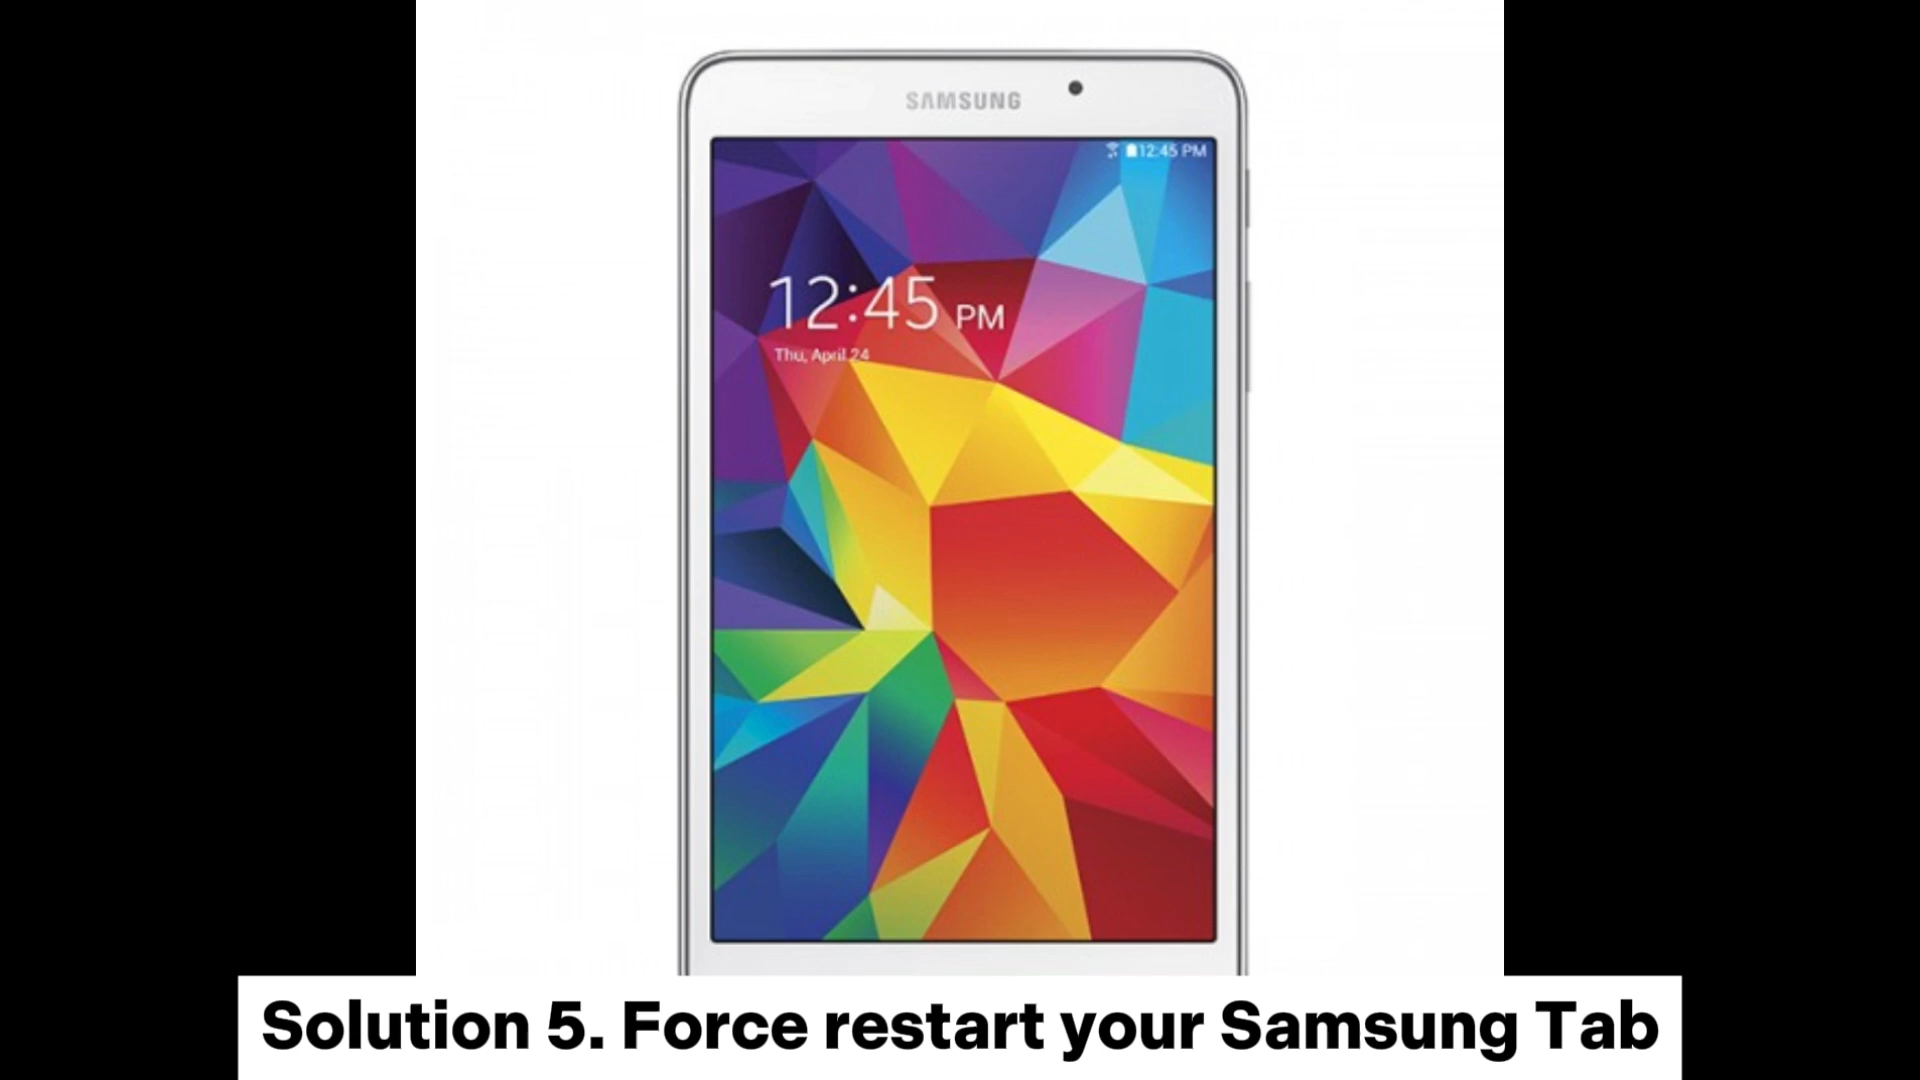 SAMSUNG
12:45 PM
12:45 PM
Thu, April 24
Solution 5. Force restart your Samsung Tab